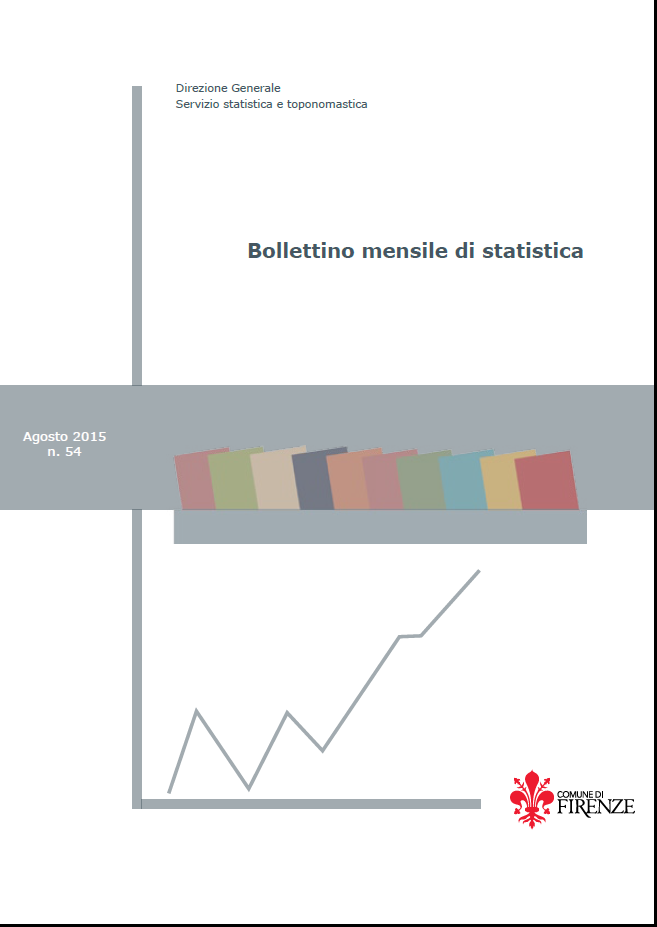 Direzione Generale
Servizio statistica e toponomastica
Bollettino mensile di statistica
Agosto 2015
n. 54
COMUNE DI
FIRENZE